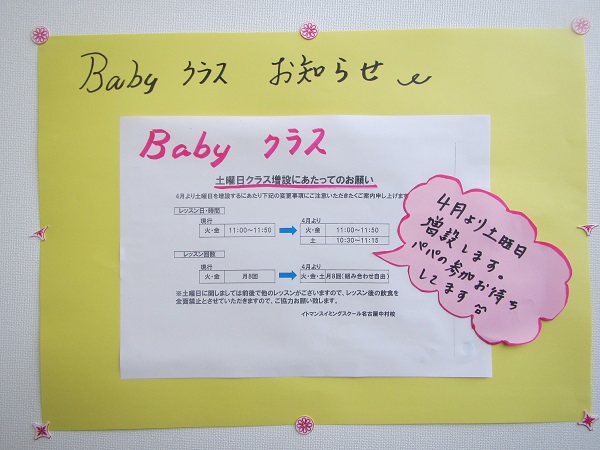 Baby クラス お知らせ
Baby クラス
土曜日クラス増設にあたってのお願い
4月より土曜日を増設するにあたり下記の変更事項にご注意いただきたくご案内申し上げます
レッスン日・時間
現行 4月より
火・金 11:00～11:50 火・金 11:00～11:50
土 10:30～11:15
レッスン回数
現行 4月より
火・金 月8回 火・金・土 月8回(組み合わせ自由)
※土曜日に関しましては前後で他のレッスンがございますので、レッスン後の飲食を
全面禁止とさせていただきますので、ご協力お願い致します。
イトマンスイミングスクール名古屋中村校
4月より土曜日
増設します。
パパの参加お待ち
してます